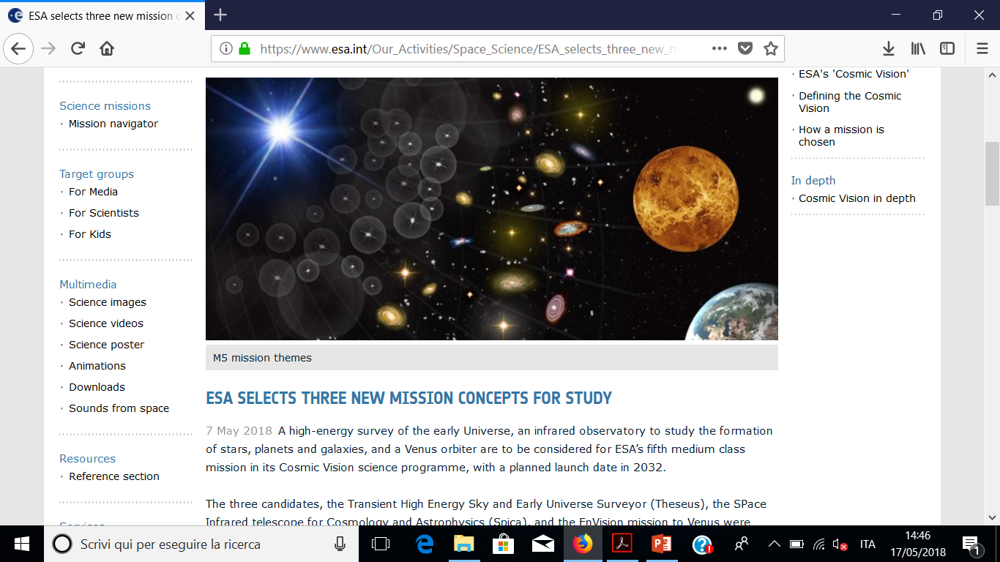 ESA selects three new mission c
https://www.esa.int/Our_Activities/Space_Science/ESA_selects_three_new_m
Science missions
Mission navigator
Target groups
For Media
For Scientists
For Kids
Multimedia
Science images
Science videos
Science poster
Animations
Downloads
Sounds from space
Resources
Reference section
Services
M5 mission themes
ESA SELECTS THREE NEW MISSION CONCEPTS FOR STUDY
7 May 2018 A high-energy survey of the early Universe, an infrared observatory to study the formation
of stars, planets and galaxies, and a Venus orbiter are to be considered for ESA’s fifth medium class
mission in its Cosmic Vision science programme, with a planned launch date in 2032.
The three candidates, the Transient High Energy Sky and Early Universe Surveyor (Theseus), the SPace
Infrared telescope for Cosmology and Astrophysics (Spica), and the EnVision mission to Venus were
ESA's 'Cosmic Vision'
Defining the Cosmic
Vision
How a mission is
chosen
In depth
Cosmic Vision in depth
Scrivi qui per eseguire la ricerca
ITA
14:46
17/05/2018
1